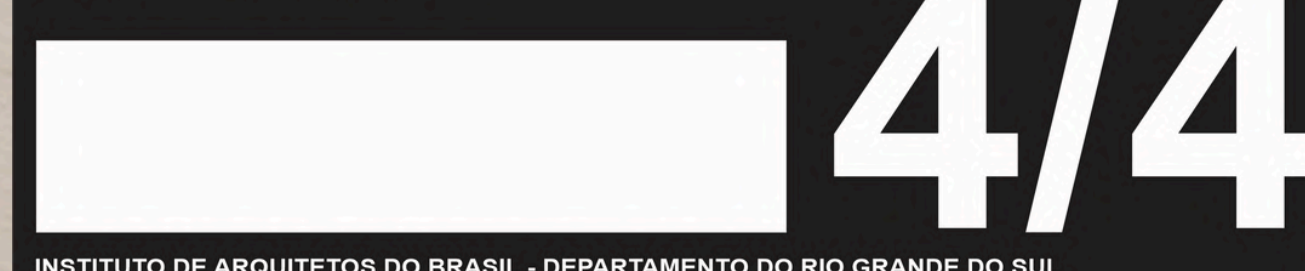 4/4
INSTITUTO DE ARQUITETOS DO BRASIL - DEPARTAMENTO DO RIO GRANDE DO SUL